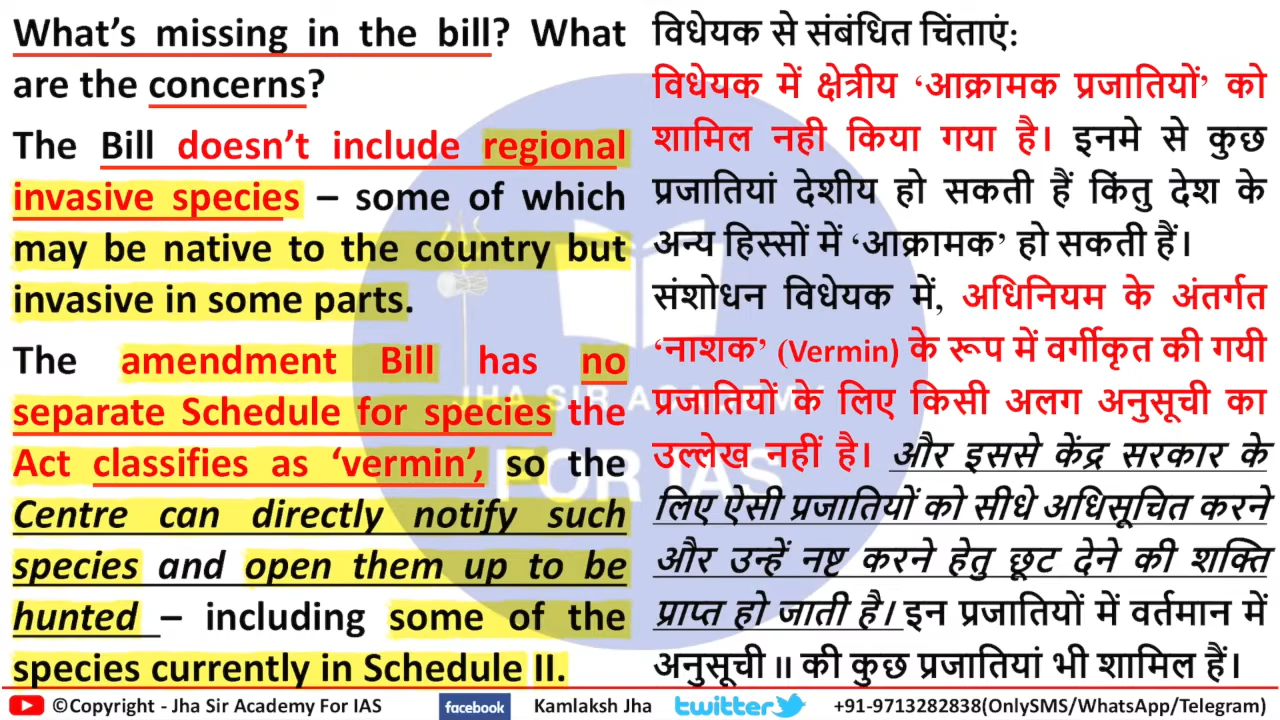 What's missing in the bill? What
are the concerns?
The Bill doesn't include regional
invasive species – some of which
may be native to the country but
invasive in some parts.
The amendment Bill has no
separate Schedule for species the
Act classifies as 'vermin', so the
Centre can directly notify such
species and open them up to be
hunted – including some of the
species currently in Schedule II.
विधेयक से संबंधित चिंताएं:
विधेयक में क्षेत्रीय 'आक्रामक प्रजातियों' को
शामिल नही किया गया है। इनमे से कुछ
प्रजातियां देशीय हो सकती हैं किंतु देश के
अन्य हिस्सों में 'आक्रामक' हो सकती हैं।
संशोधन विधेयक में, अधिनियम के अंतर्गत
'नाशक' (Vermin) के रूप में वर्गीकृत की गयी
प्रजातियों के लिए किसी अलग अनुसूची का
उल्लेख नहीं है। और इससे केंद्र सरकार के
लिए ऐसी प्रजातियों को सीधे अधिसूचित करने
और उन्हें नष्ट करने हेतु छूट देने की शक्ति
प्राप्त हो जाती है। इन प्रजातियों में वर्तमान में
अनुसूची II की कुछ प्रजातियां भी शामिल हैं।
JHA SIR ACADEMY
FOR IAS
©Copyright - Jha Sir Academy For IAS facebook Kamlaksh Jha twitter +91-9713282838(OnlySMS/WhatsApp/Telegram)